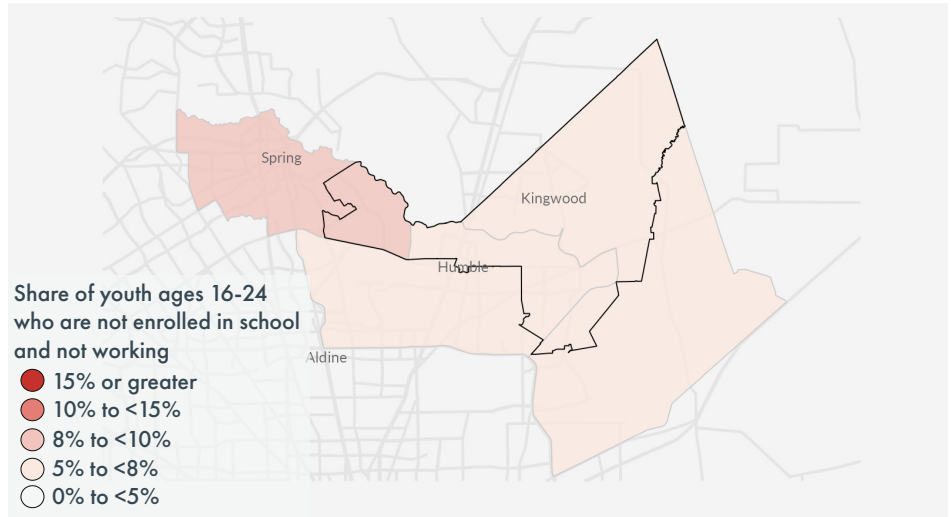 Spring
Kingwood
Humble
Aldine
Share of youth ages 16-24
who are not enrolled in school
and not working
15% or greater
10% to <15%
8% to <10%
5% to <8%
0% to <5%